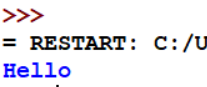 >>>
= RESTART: C:/U
Hello